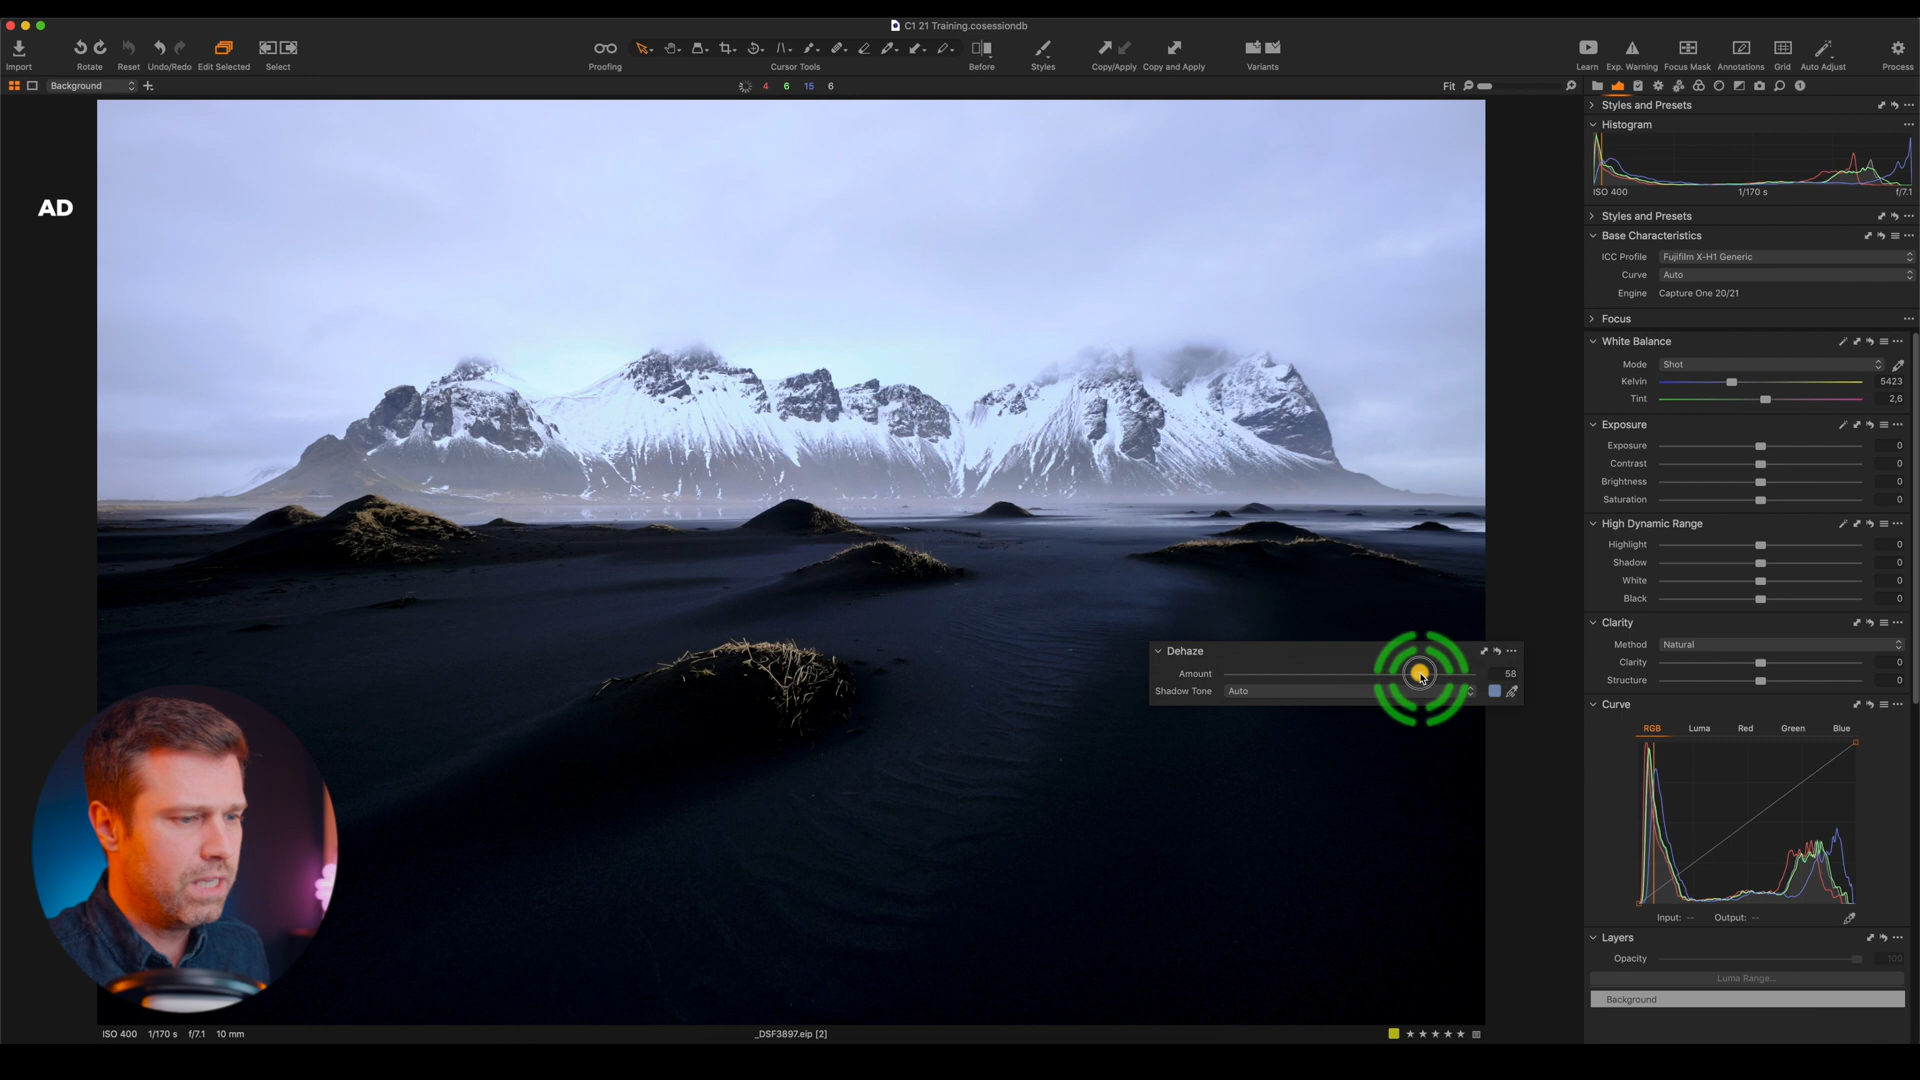 C1 21 Training.cosessiondb
Import
Rotate
Reset
Undo/Redo
Edit Selected
Select
Proofing
Cursor Tools
Before
Styles
Copy/Apply
Copy and Apply
Variants
Learn
Exp. Warning
Focus Mask
Annotations
Grid
Auto Adjust
Process
Background
4 6 15 6
Fit
AD
Styles and Presets
Histogram
ISO 400 1/170 s f/7.1
Styles and Presets
Base Characteristics
ICC Profile Fujifilm X-H1 Generic
Curve Auto
Engine Capture One 20/21
Focus
White Balance
Mode Shot
Kelvin 5423
Tint 2,6
Exposure
Exposure 0
Contrast 0
Brightness 0
Saturation 0
High Dynamic Range
Highlight 0
Shadow 0
White 0
Black 0
Clarity
Method Natural
Clarity 0
Structure 0
Curve
RGB Luma Red Green Blue
Input: -- Output: --
Layers
Opacity 100
Luma Range...
Background
Dehaze
Amount 58
Shadow Tone Auto
ISO 400 1/170 s f/7.1 10 mm
_DSF3897.eip [2]